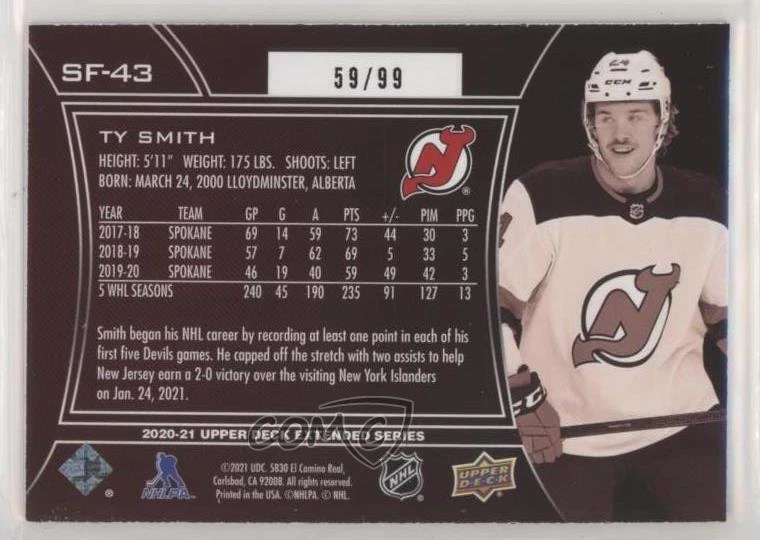 SF-43
59/99
TY SMITH
HEIGHT: 5'11" WEIGHT: 175 LBS. SHOOTS: LEFT
BORN: MARCH 24, 2000 LLOYDMINSTER, ALBERTA
YEAR TEAM GP G A PTS +/- PIM PPG
2017-18 SPOKANE 69 14 59 73 44 30 3
2018-19 SPOKANE 57 7 62 69 5 33 5
2019-20 SPOKANE 46 19 40 59 49 42 3
5 WHL SEASONS 240 45 190 235 91 127 13
Smith began his NHL career by recording at least one point in each of his
first five Devils games. He capped off the stretch with two assists to help
New Jersey earn a 2-0 victory over the visiting New York Islanders
on Jan. 24, 2021.
2020-21 UPPER DECK EXTENDED SERIES
COMC
©2021 UDC. 5830 El Camino Real,
Carlsbad, CA 92008. All rights reserved.
Printed in the USA. ©NHLPA. © NHL.
NHLPA
NHL
UPPER
DECK
24
CCM
CCM